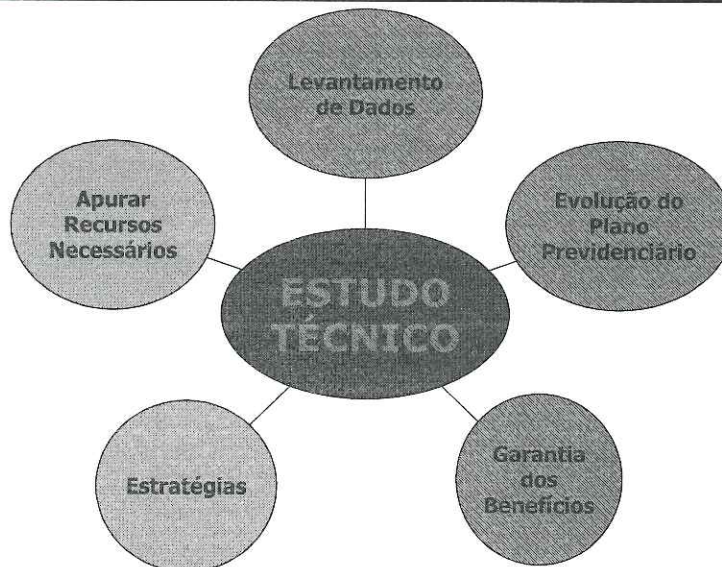 Levantamento
de Dados
Apurar
Recursos
Necessários
Evolução do
Plano
Previdenciário
ESTUDO
TÉCNICO
Estratégias
Garantia
dos
Benefícios